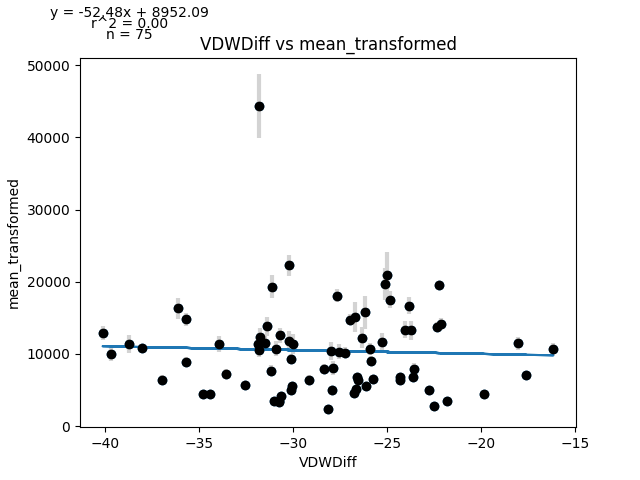 y = -52.48x + 8952.09
r^2 = 0.00
n = 75
VDWDiff vs mean_transformed
50000
40000
30000
20000
10000
0
mean_transformed
−40
−35
−30
−25
−20
−15
VDWDiff